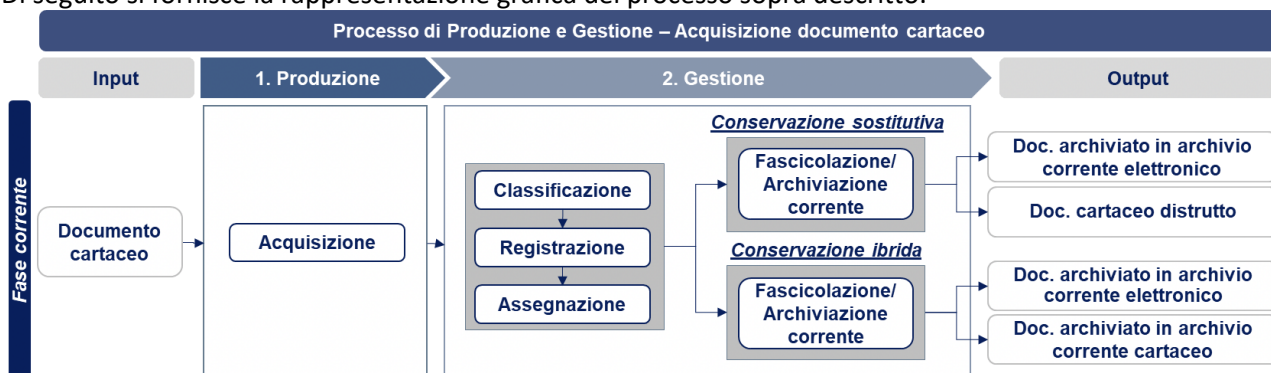 Di seguito si fornisce la rappresentazione grafica del processo sopra descritto.
Processo di Produzione e Gestione – Acquisizione documento cartaceo
Input
1. Produzione
2. Gestione
Output
Fase corrente
Documento
cartaceo
Acquisizione
Classificazione
Registrazione
Assegnazione
Conservazione sostitutiva
Fascicolazione/
Archiviazione
corrente
Conservazione ibrida
Fascicolazione/
Archiviazione
corrente
Doc. archiviato in archivio
corrente elettronico
Doc. cartaceo distrutto
Doc. archiviato in archivio
corrente elettronico
Doc. archiviato in archivio
corrente cartaceo